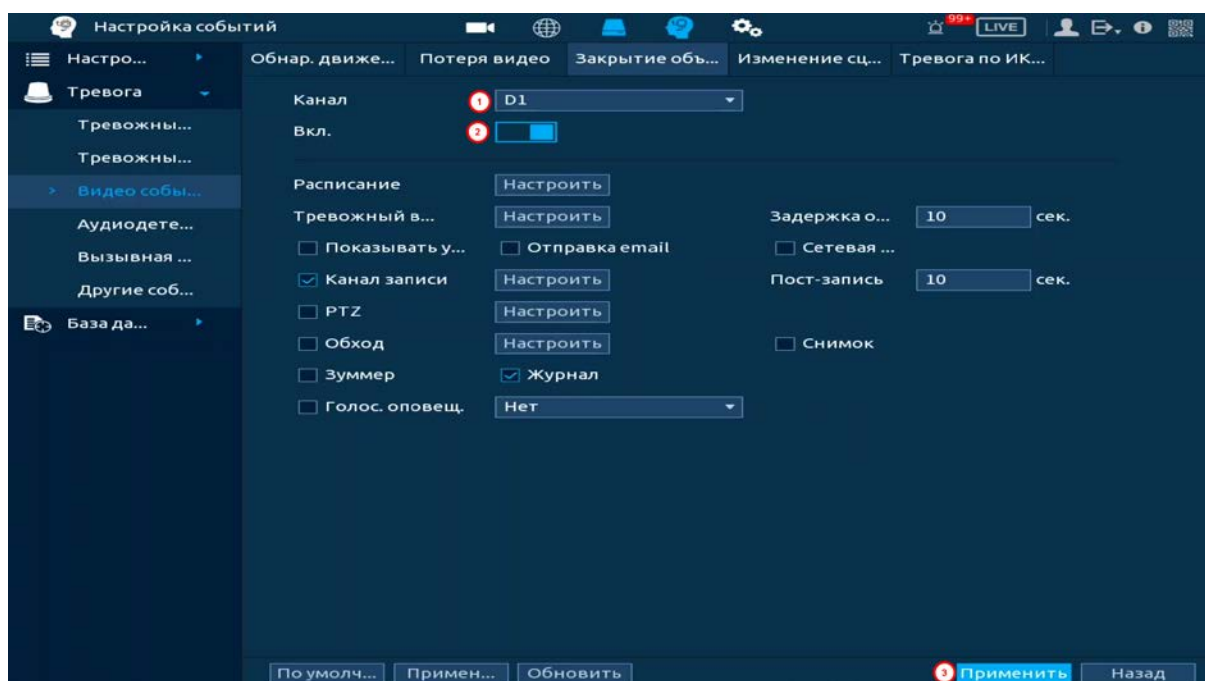 Настройка событий
99+
LIVE
Настро...
Обнар. движе...
Потеря видео
Закрытие объ...
Изменение сц...
Тревога по ИК...
Тревога
Тревожны...
Тревожны...
Видео собы...
Аудиодете...
Вызывная ...
Другие соб...
База да...
Канал
1
D1
Вкл.
2
Расписание
Настроить
Тревожный в...
Настроить
Задержка о...
10
сек.
Показывать у...
Отправка email
Сетевая ...
Канал записи
Настроить
Пост-запись
10
сек.
PTZ
Настроить
Обход
Настроить
Снимок
Зуммер
Журнал
Голос. оповещ.
Нет
По умолч...
Примен...
Обновить
3
Применить
Назад